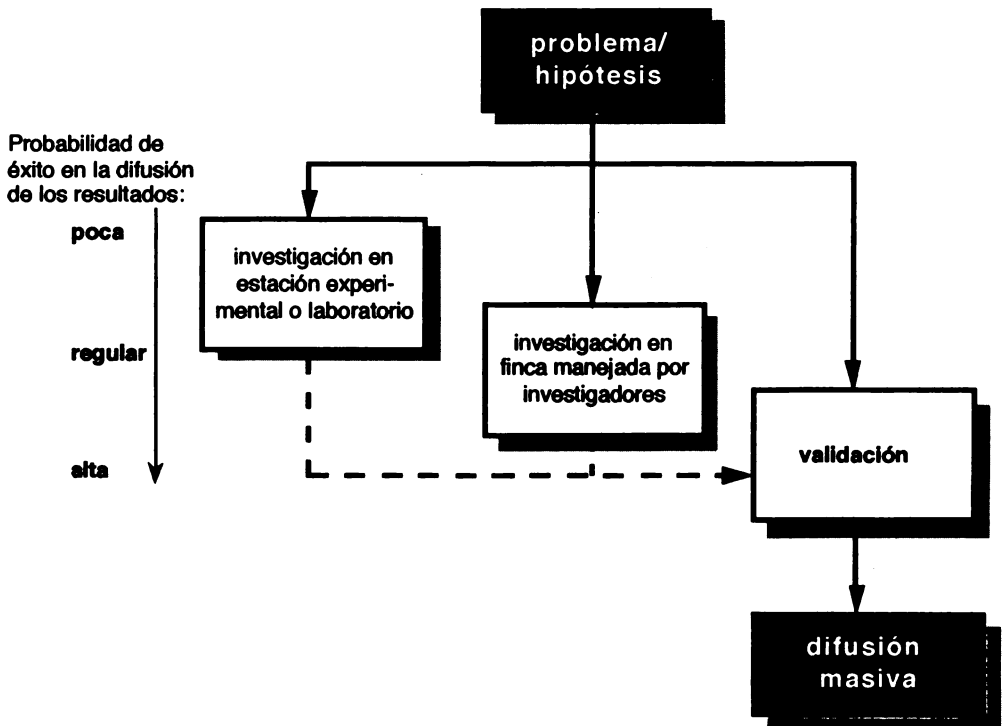 problema/
hipótesis
Probabilidad de
éxito en la difusión
de los resultados:
poca
regular
alta
investigación en
estación experi-
mental o laboratorio
investigación en
finca manejada por
investigadores
validación
difusión
masiva